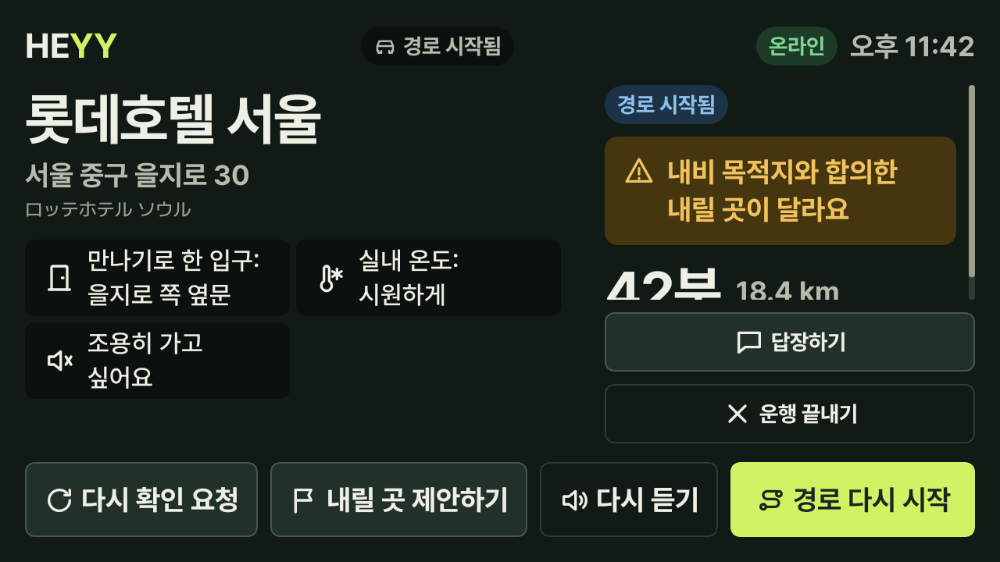 HEYY
경로 시작됨
온라인
오후 11:42
롯데호텔 서울
서울 중구 을지로 30
ロッテホテル ソウル
만나기로 한 입구:
을지로 쪽 옆문
실내 온도:
시원하게
조용히 가고
싶어요
경로 시작됨
내비 목적지와 합의한
내릴 곳이 달라요
42분 18.4 km
답장하기
운행 끝내기
다시 확인 요청
내릴 곳 제안하기
다시 듣기
경로 다시 시작